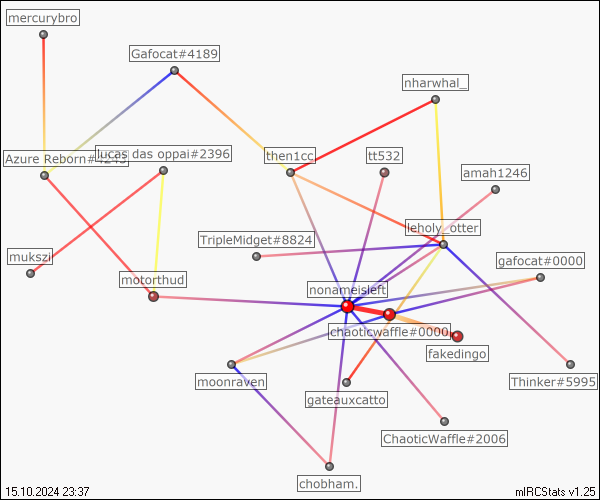 mercurybro
Gafocat#4189
nharwhal_
Azure Reborn#4243
lucas das oppai#2396
then1cc
tt532
amah1246
leholy_otter
TripleMidget#8824
mukszi
gafocat#0000
motorthud
nonameisleft
chaoticwaffle#0000
fakedingo
moonraven
Thinker#5995
gateauxcatto
ChaoticWaffle#2006
chobham.
15.10.2024 23:37
mIRCStats v1.25